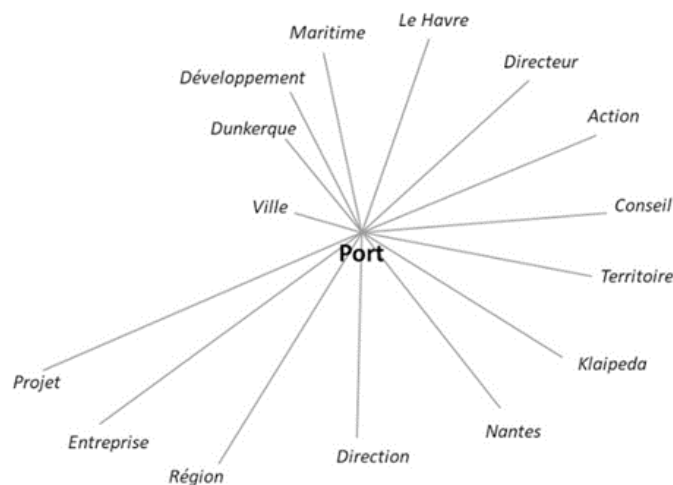 Le Havre
Maritime
Directeur
Développement
Action
Dunkerque
Ville
Conseil
Port
Territoire
Klaipeda
Projet
Nantes
Entreprise
Direction
Région